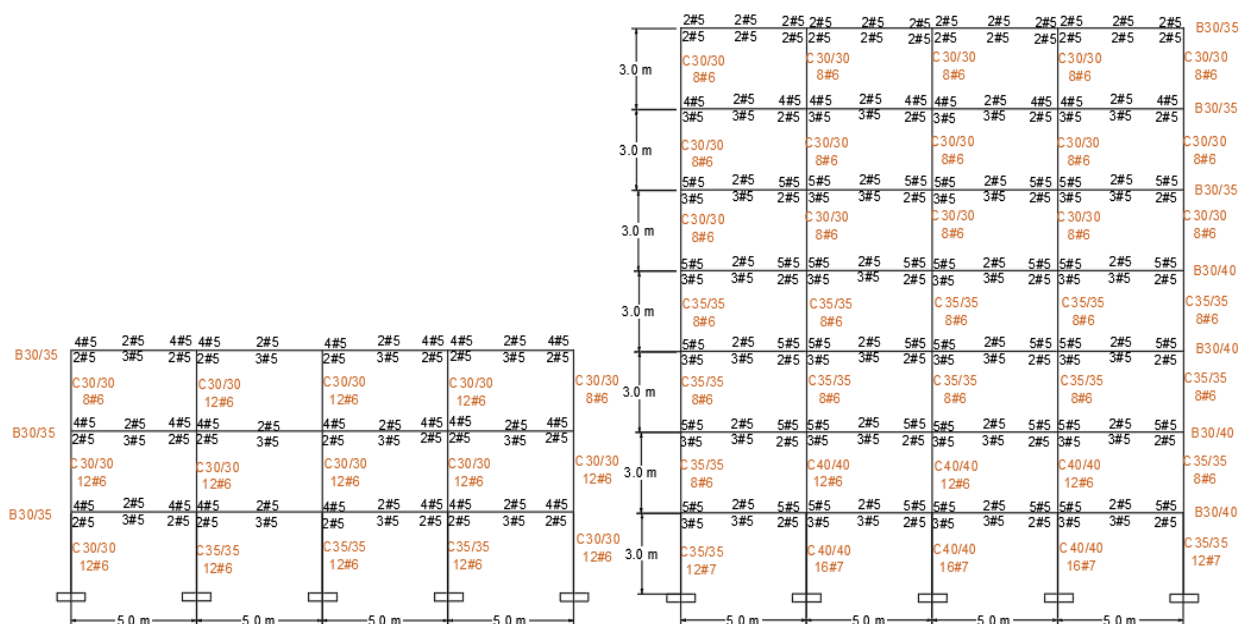 4#5 2#5 4#5 4#5 2#5 4#5 2#5 4#5 4#5 2#5 4#5
B30/35
2#5 3#5 2#5 2#5 3#5 2#5 3#5 2#5 2#5 3#5 2#5
C30/30 C30/30 C30/30 C30/30 C30/30
8#6 12#6 12#6 12#6 8#6
4#5 2#5 4#5 4#5 2#5 4#5 2#5 4#5 4#5 2#5 4#5
B30/35
2#5 3#5 2#5 2#5 3#5 2#5 3#5 2#5 2#5 3#5 2#5
C30/30 C30/30 C30/30 C30/30 C30/30
12#6 12#6 12#6 12#6 12#6
4#5 2#5 4#5 4#5 2#5 4#5 2#5 4#5 4#5 2#5 4#5
B30/35
2#5 3#5 2#5 2#5 3#5 2#5 3#5 2#5 2#5 3#5 2#5
C30/30 C35/35 C35/35 C35/35 C30/30
12#6 12#6 12#6 12#6 12#6
5.0 m 5.0 m 5.0 m 5.0 m
2#5 2#5 2#5 2#5 2#5 2#5 2#5 2#5 2#5 2#5 2#5 2#5
B30/35
2#5 2#5 2#5 2#5 2#5 2#5 2#5 2#5 2#5 2#5 2#5 2#5
3.0 m
C30/30 C30/30 C30/30 C30/30 C30/30
8#6 8#6 8#6 8#6 8#6
4#5 2#5 4#5 4#5 2#5 4#5 4#5 2#5 4#5 4#5 2#5 4#5
B30/35
3#5 3#5 2#5 3#5 3#5 2#5 3#5 3#5 2#5 3#5 3#5 2#5
3.0 m
C30/30 C30/30 C30/30 C30/30 C30/30
8#6 8#6 8#6 8#6 8#6
5#5 2#5 5#5 5#5 2#5 5#5 5#5 2#5 5#5 5#5 2#5 5#5
B30/35
3#5 3#5 2#5 3#5 3#5 2#5 3#5 3#5 2#5 3#5 3#5 2#5
3.0 m
C30/30 C30/30 C30/30 C30/30 C30/30
8#6 8#6 8#6 8#6 8#6
5#5 2#5 5#5 5#5 2#5 5#5 5#5 2#5 5#5 5#5 2#5 5#5
B30/40
3#5 3#5 2#5 3#5 3#5 2#5 3#5 3#5 2#5 3#5 3#5 2#5
3.0 m
C35/35 C35/35 C35/35 C35/35 C35/35
8#6 8#6 8#6 8#6 8#6
5#5 2#5 5#5 5#5 2#5 5#5 5#5 2#5 5#5 5#5 2#5 5#5
B30/40
3#5 3#5 2#5 3#5 3#5 2#5 3#5 3#5 2#5 3#5 3#5 2#5
3.0 m
C35/35 C35/35 C35/35 C35/35 C35/35
8#6 8#6 8#6 8#6 8#6
5#5 2#5 5#5 5#5 2#5 5#5 5#5 2#5 5#5 5#5 2#5 5#5
B30/40
3#5 3#5 2#5 3#5 3#5 2#5 3#5 3#5 2#5 3#5 3#5 2#5
3.0 m
C35/35 C40/40 C40/40 C40/40 C35/35
8#6 12#6 12#6 12#6 8#6
5#5 2#5 5#5 5#5 2#5 5#5 5#5 2#5 5#5 5#5 2#5 5#5
B30/40
3#5 3#5 2#5 3#5 3#5 2#5 3#5 3#5 2#5 3#5 3#5 2#5
3.0 m
C35/35 C40/40 C40/40 C40/40 C35/35
12#7 16#7 16#7 16#7 12#7
5.0 m 5.0 m 5.0 m 5.0 m